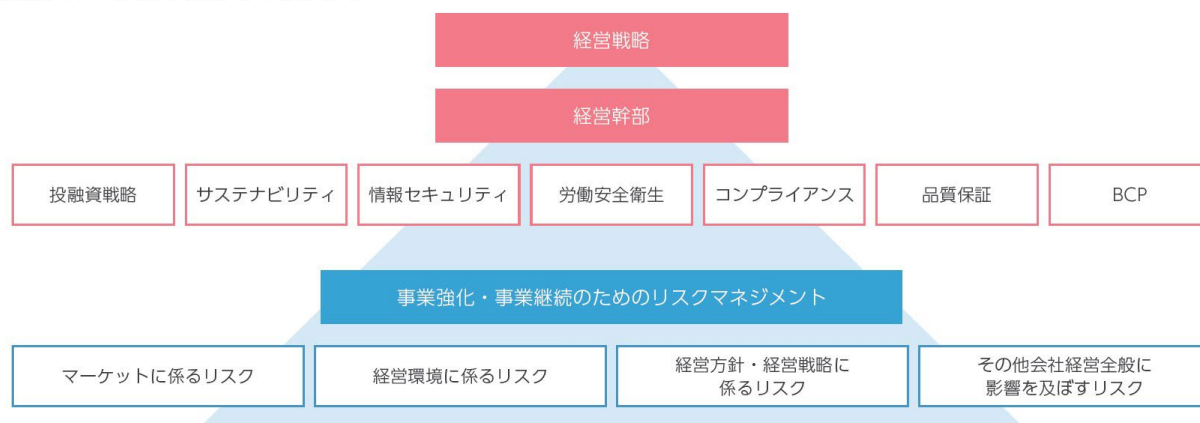 経営戦略
経営幹部
投融資戦略
サステナビリティ
情報セキュリティ
労働安全衛生
コンプライアンス
品質保証
BCP
事業強化・事業継続のためのリスクマネジメント
マーケットに係るリスク
経営環境に係るリスク
経営方針・経営戦略に
係るリスク
その他会社経営全般に
影響を及ぼすリスク